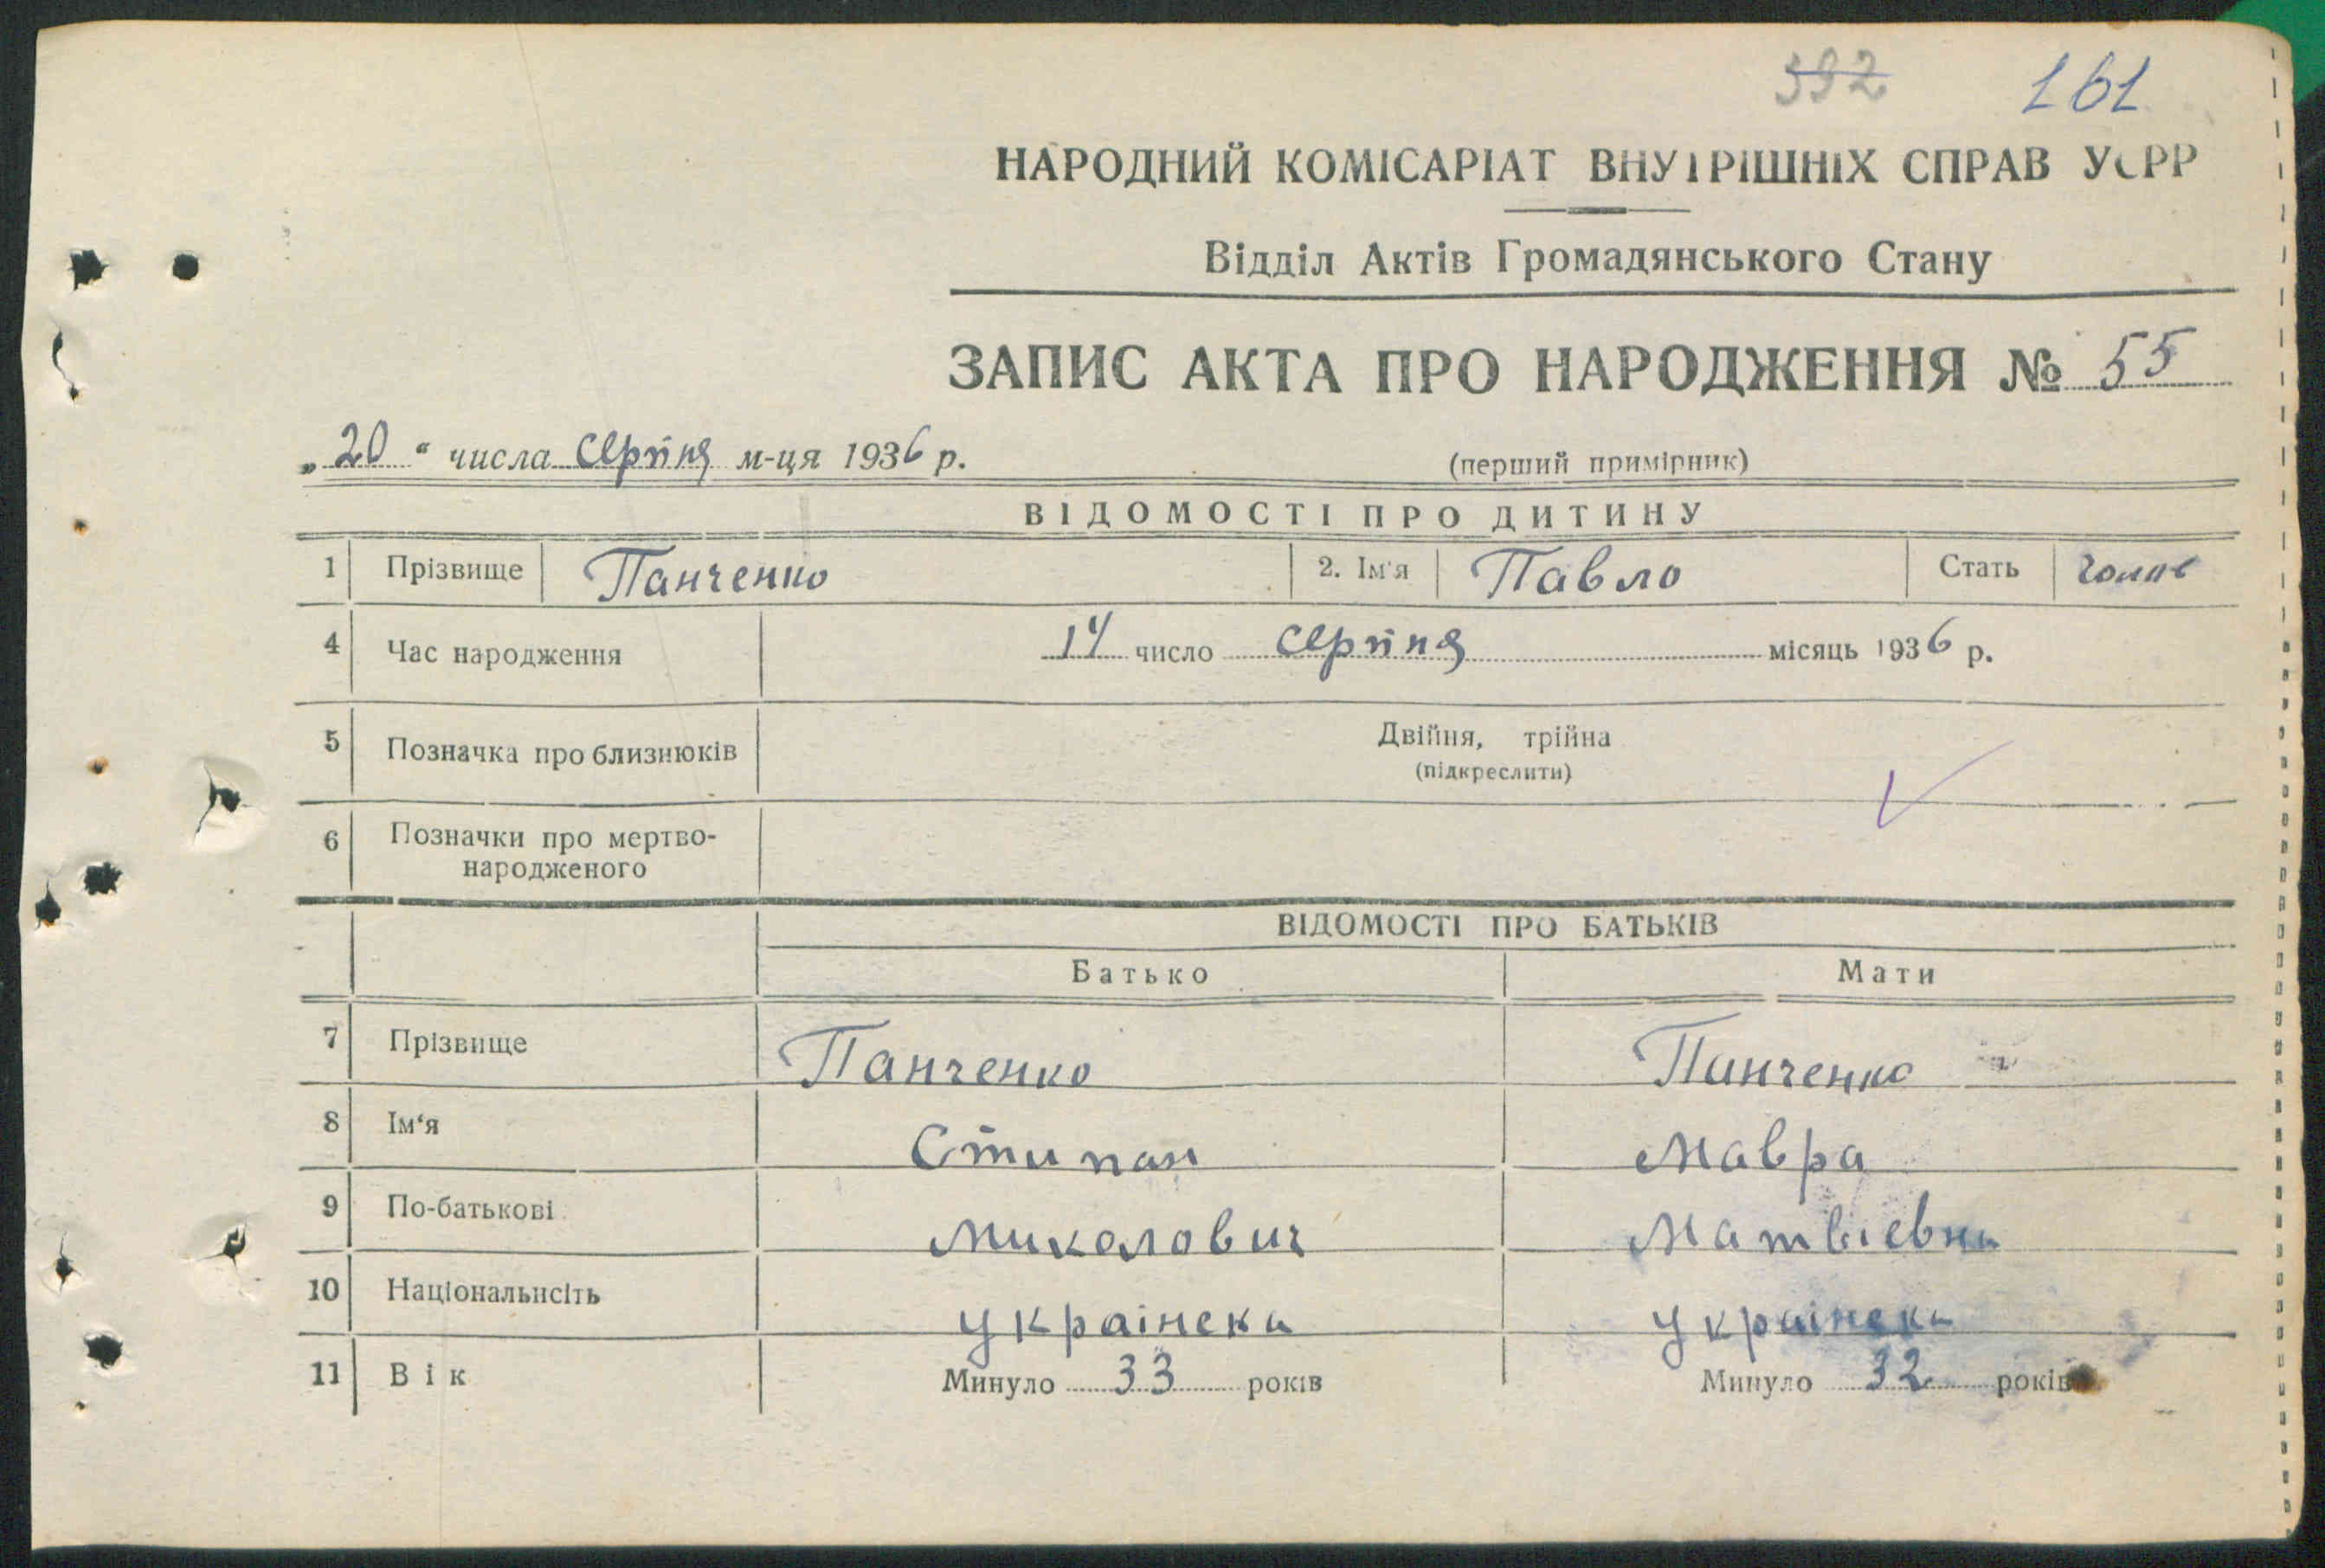 392 161
НАРОДНИЙ КОМІСАРІАТ ВНУТРІШНІХ СПРАВ УСРР
Відділ Актів Громадянського Стану
ЗАПИС АКТА ПРО НАРОДЖЕННЯ № 55
„20“ числа серпня м-ця 1936 р. (перший примірник)
ВІДОМОСТІ ПРО ДИТИНУ
1 Прізвище Панченко 2. Ім'я Павло Стать
4 Час народження 14 число серпня місяць 1936 р.
5 Позначка про близнюків Двійня, трійна
(підкреслити)
6 Позначки про мертво-
народженого
ВІДОМОСТІ ПРО БАТЬКІВ
Батько Мати
7 Прізвище Панченко Панченко
8 Ім‘я Стипан Мавра
9 По-батькові Миколович Матвієвна
10 Національнсіть українска українска
11 Вік Минуло 33 років Минуло 32 років